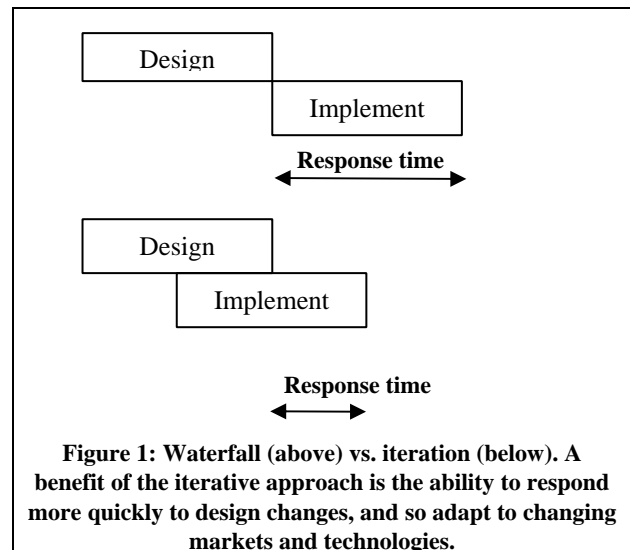 Design
Implement
Response time
Design
Implement
Response time
Figure 1: Waterfall (above) vs. iteration (below). A
benefit of the iterative approach is the ability to respond
more quickly to design changes, and so adapt to changing
markets and technologies.